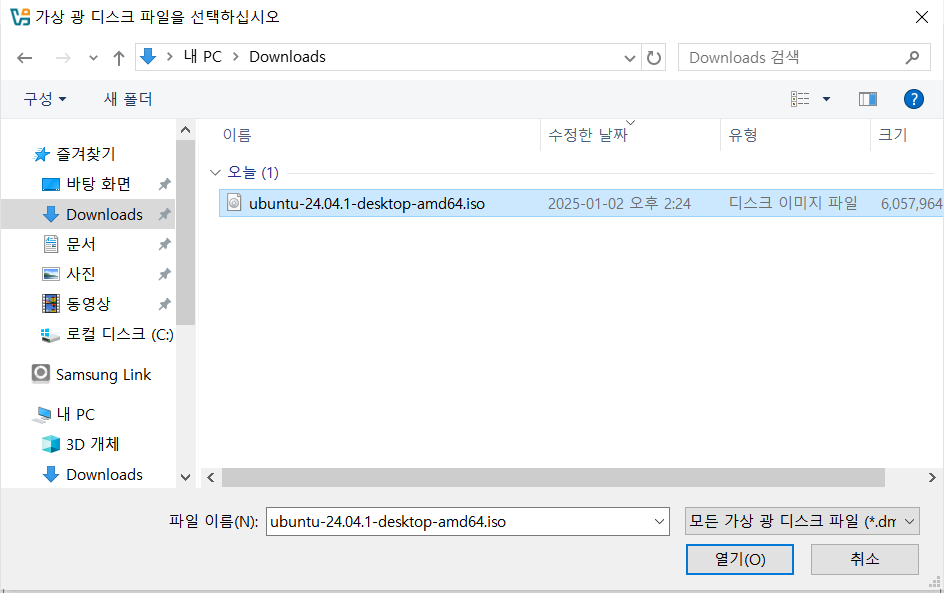 가상 광 디스크 파일을 선택하십시오
내 PC > Downloads
Downloads 검색
구성
새 폴더
?
이름 수정한 날짜 유형 크기
오늘 (1)
ubuntu-24.04.1-desktop-amd64.iso 2025-01-02 오후 2:24 디스크 이미지 파일 6,057,964
즐겨찾기
바탕 화면
Downloads
문서
사진
동영상
로컬 디스크 (C:)
Samsung Link
내 PC
3D 개체
Downloads
파일 이름(N): ubuntu-24.04.1-desktop-amd64.iso
모든 가상 광 디스크 파일 (*.dm
열기(O)
취소